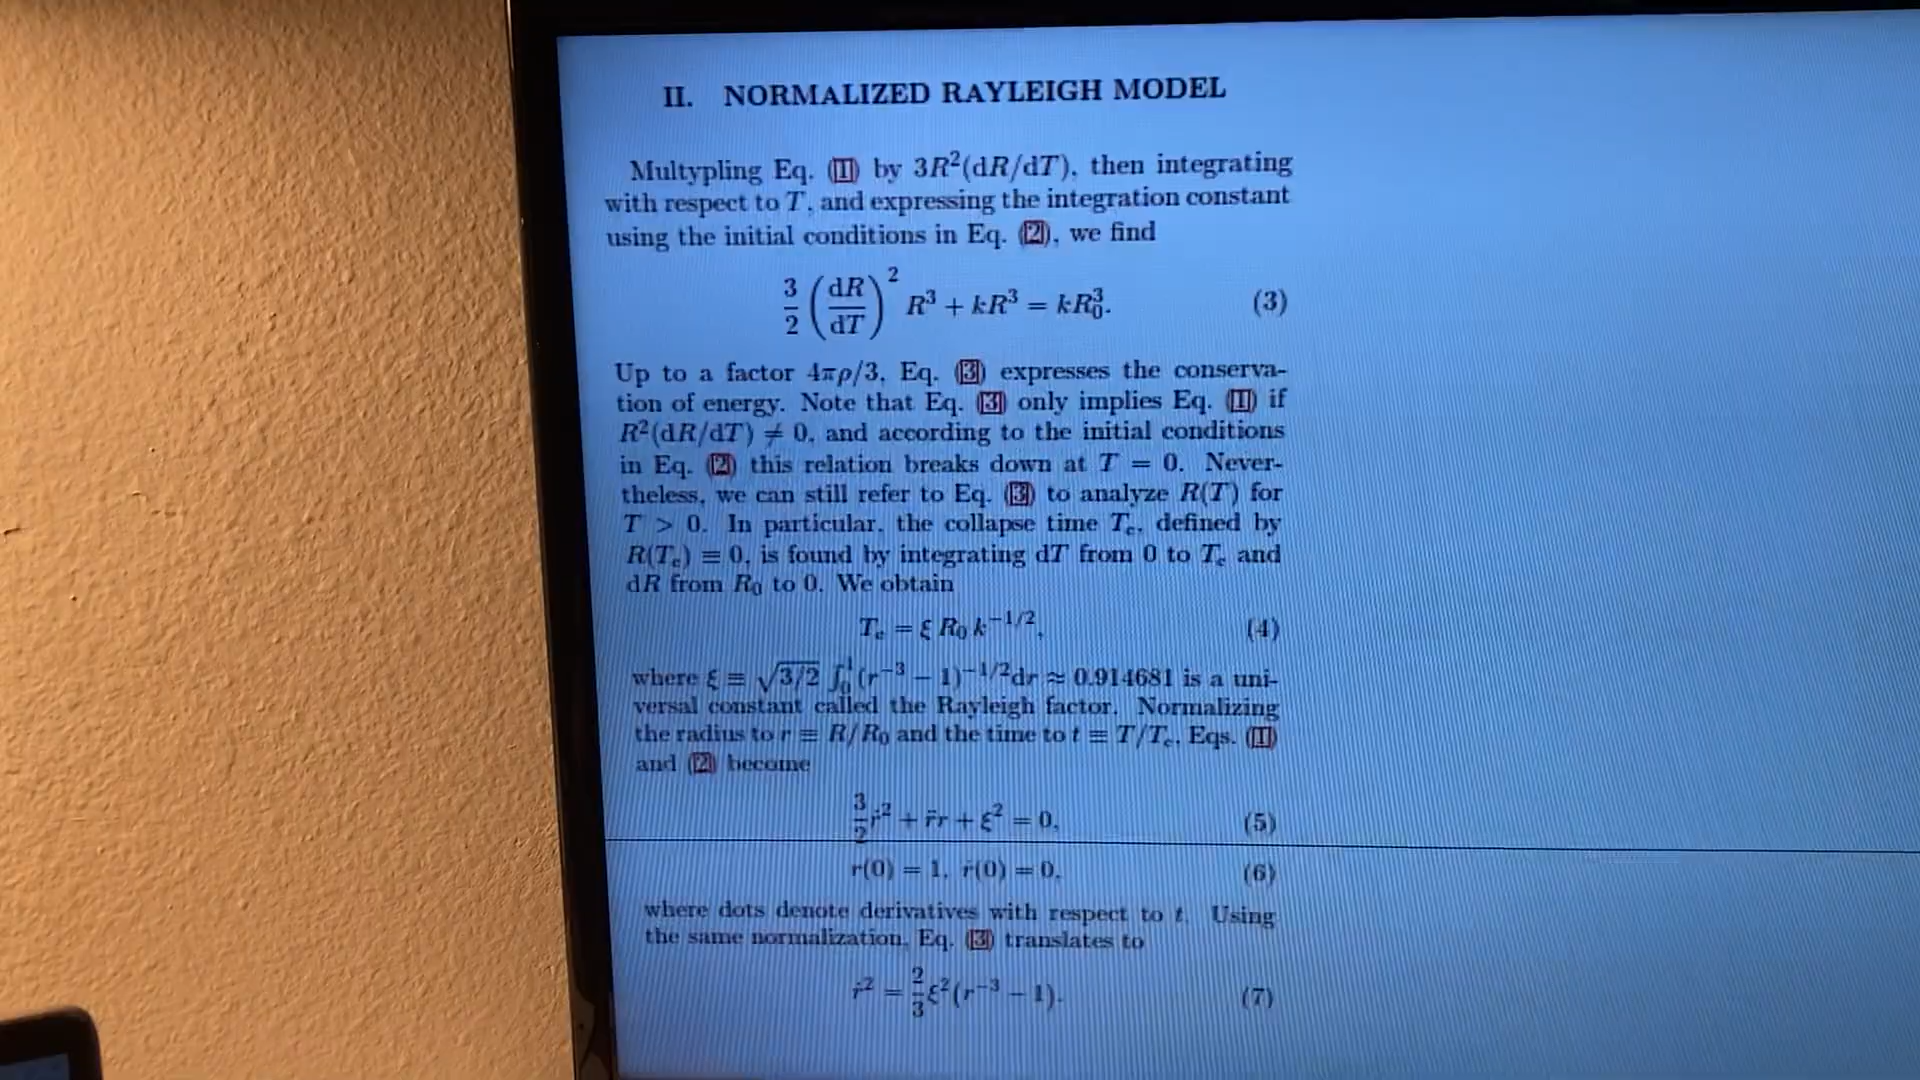 II. NORMALIZED RAYLEIGH MODEL
Multypling Eq. (1) by 3R²(dR/dT), then integrating
with respect to T, and expressing the integration constant
using the initial conditions in Eq. (2), we find
3/2 (dR/dT)² R³ + kR³ = kR₀³. (3)
Up to a factor 4πρ/3, Eq. (3) expresses the conserva-
tion of energy. Note that Eq. (3) only implies Eq. (1) if
R²(dR/dT) ≠ 0, and according to the initial conditions
in Eq. (2) this relation breaks down at T = 0. Never-
theless, we can still refer to Eq. (3) to analyze R(T) for
T > 0. In particular, the collapse time T_c, defined by
R(T_c) ≡ 0, is found by integrating dT from 0 to T_c and
dR from R₀ to 0. We obtain
T_c = ξ R₀ k^{-1/2}, (4)
where ξ ≡ √(3/2) ∫₀¹(r⁻³ − 1)^{-1/2}dr ≈ 0.914681 is a uni-
versal constant called the Rayleigh factor. Normalizing
the radius to r ≡ R/R₀ and the time to t ≡ T/T_c, Eqs. (1)
and (2) become
3/2 ṙ² + r̈r + ξ² = 0, (5)
r(0) = 1, ṙ(0) = 0, (6)
where dots denote derivatives with respect to t. Using
the same normalization, Eq. (3) translates to
ṙ² = 2/3 ξ²(r⁻³ − 1). (7)